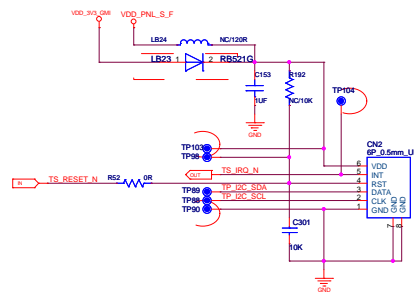 VDD_3V3_GMI
VDD_PNL_S_F
LB24 NC/120R
LB23 1 2 RB521G
C153
1UF
GND
R192
NC/10K
TP104
TP103
TP98
CN2
6P_0.5mm_U
OUT TS_IRQ_N
IN TS_RESET_N R52 0R
TP89 TP_I2C_SDA
TP88 TP_I2C_SCL
TP90
6 VDD
5 INT
4 RST
3 DATA
2 CLK
1 GND
GND
GND
7
8
C301
10K
GND